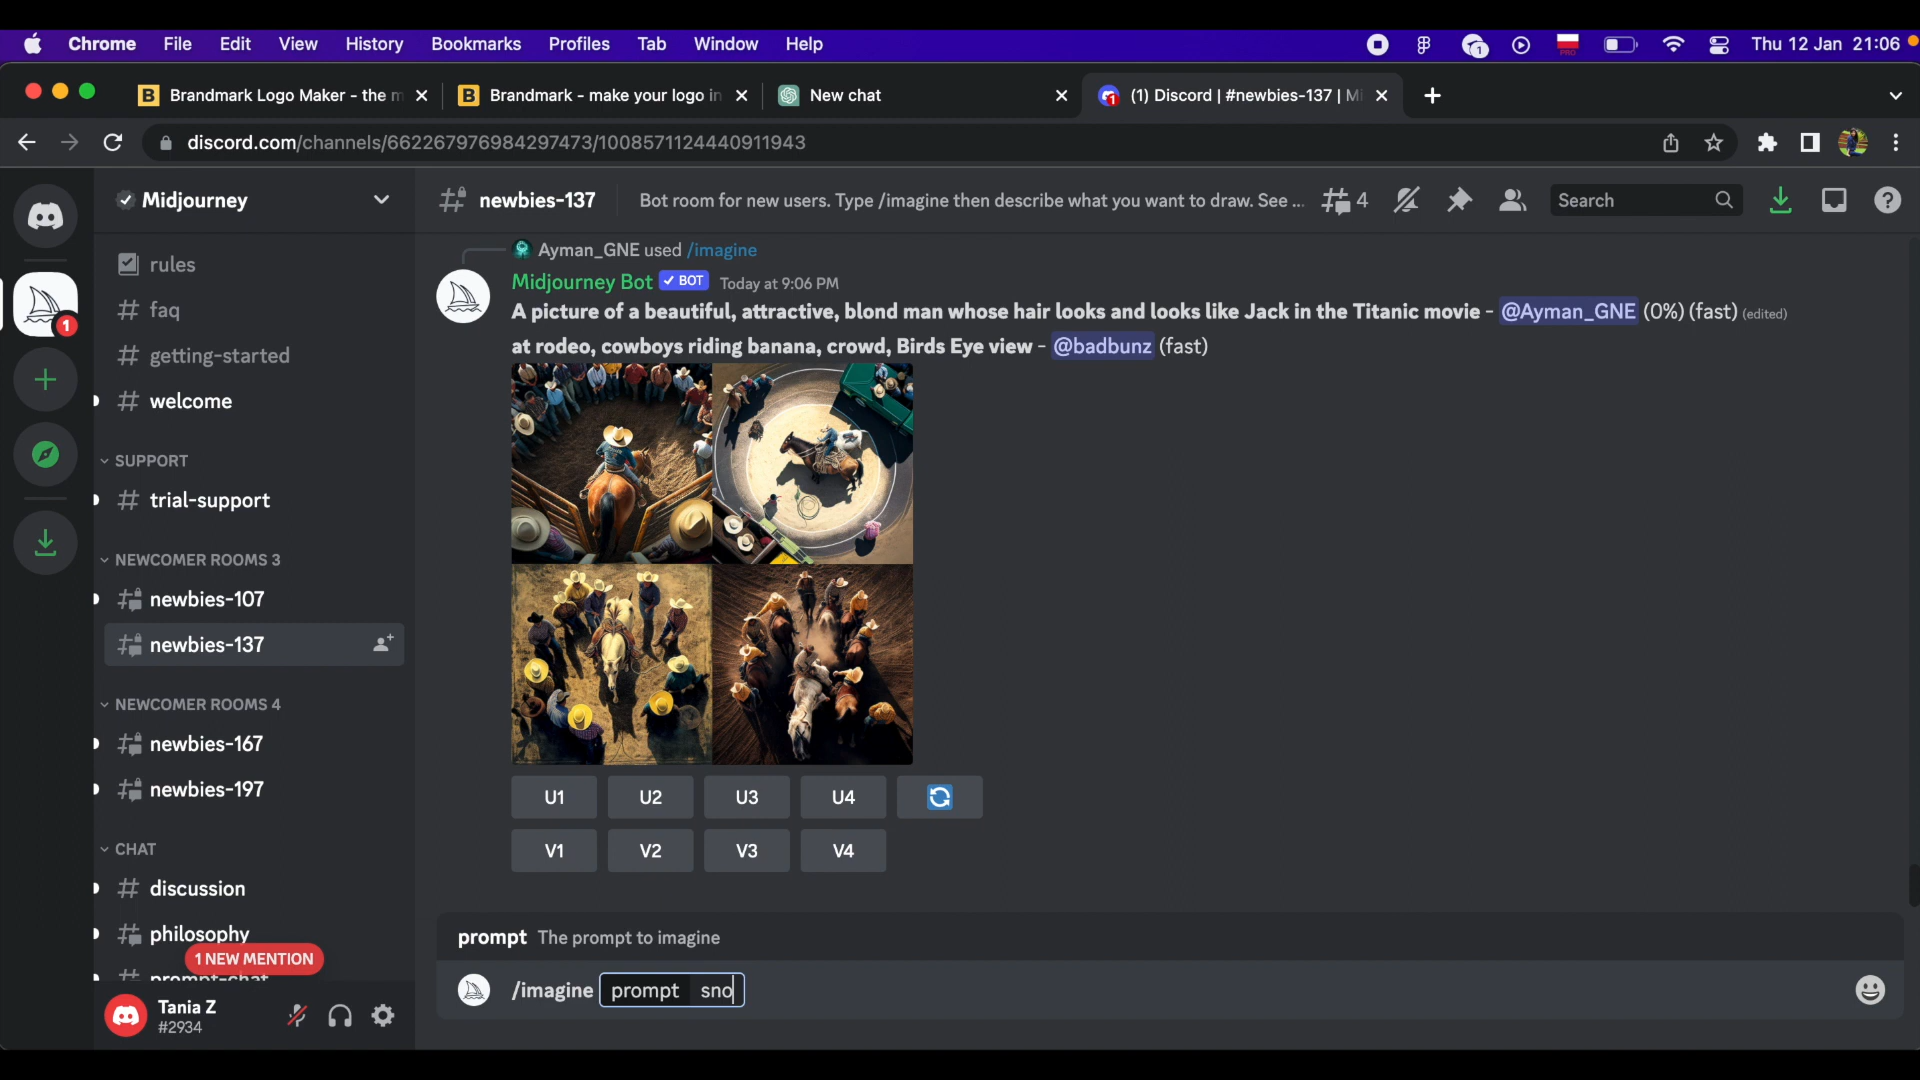 Chrome File Edit View History Bookmarks Profiles Tab Window Help 1 PRO Thu 12 Jan 21:06
B Brandmark Logo Maker - the m B Brandmark - make your logo in New chat 1 (1) Discord | #newbies-137 | Mi
discord.com/channels/662267976984297473/1008571124440911943
Midjourney
newbies-137 Bot room for new users. Type /imagine then describe what you want to draw. See ... 4 Search
rules
faq
getting-started
welcome
SUPPORT
trial-support
NEWCOMER ROOMS 3
newbies-107
newbies-137
NEWCOMER ROOMS 4
newbies-167
newbies-197
CHAT
discussion
philosophy
prompt-chat
1 NEW MENTION
1
Tania Z
#2934
Ayman_GNE used /imagine
Midjourney Bot BOT Today at 9:06 PM
A picture of a beautiful, attractive, blond man whose hair looks and looks like Jack in the Titanic movie - @Ayman_GNE (0%) (fast) (edited)
at rodeo, cowboys riding banana, crowd, Birds Eye view - @badbunz (fast)
U1 U2 U3 U4
V1 V2 V3 V4
prompt The prompt to imagine
/imagine prompt sno